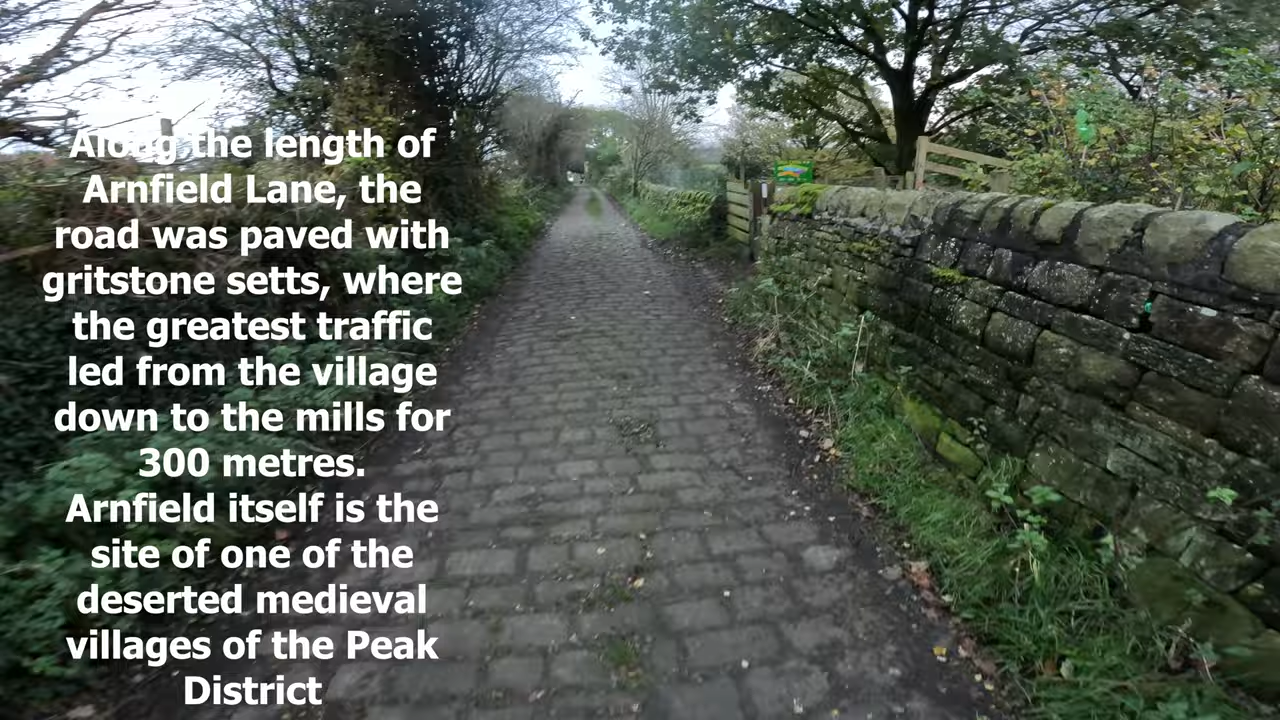 Along the length of
Arnfield Lane, the
road was paved with
gritstone setts, where
the greatest traffic
led from the village
down to the mills for
300 metres.
Arnfield itself is the
site of one of the
deserted medieval
villages of the Peak
District